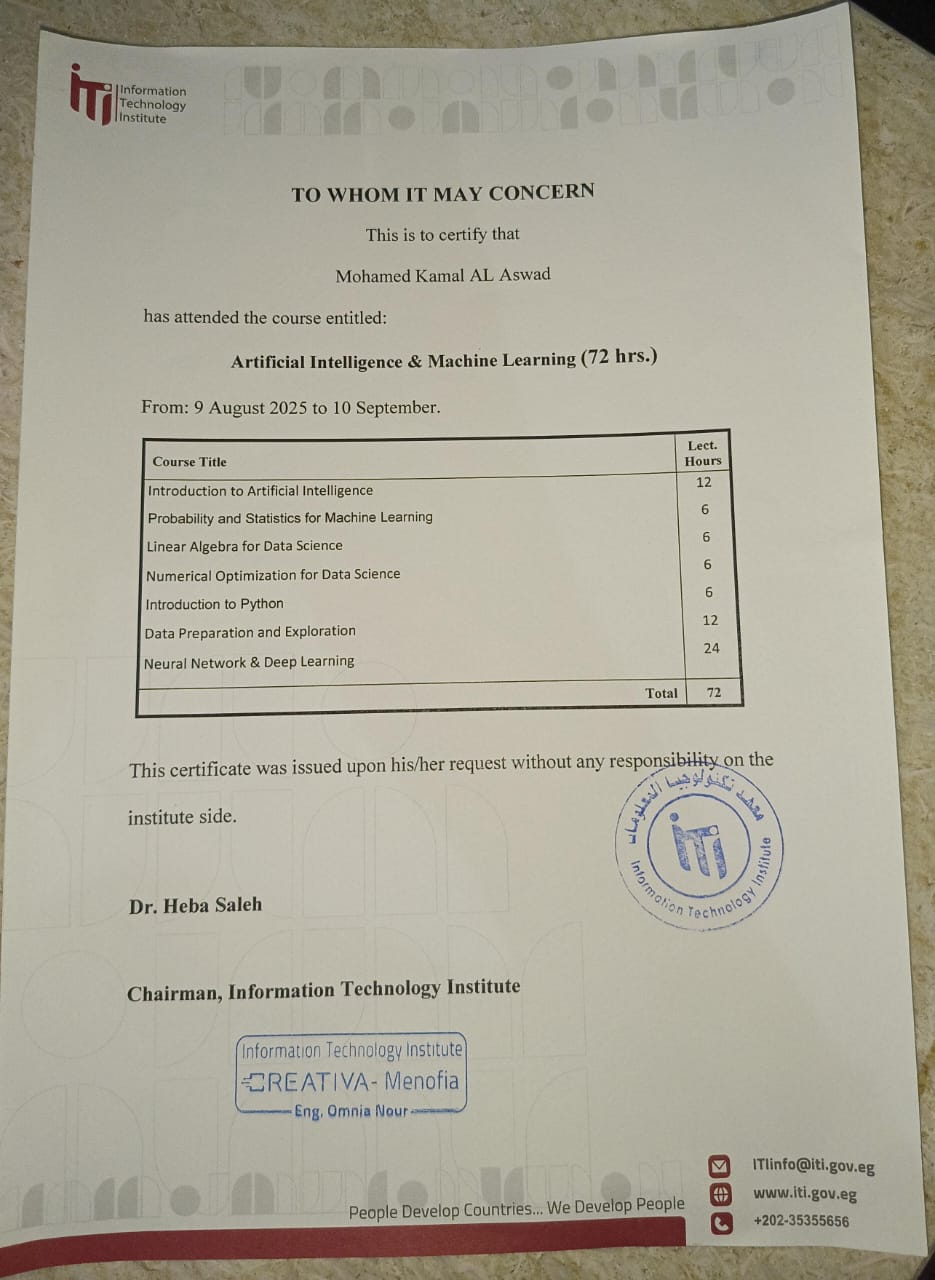 iTi
Information
Technology
Institute
TO WHOM IT MAY CONCERN
This is to certify that
Mohamed Kamal AL Aswad
has attended the course entitled:
Artificial Intelligence & Machine Learning (72 hrs.)
From: 9 August 2025 to 10 September.
Course Title Lect. Hours
Introduction to Artificial Intelligence 12
Probability and Statistics for Machine Learning 6
Linear Algebra for Data Science 6
Numerical Optimization for Data Science 6
Introduction to Python 6
Data Preparation and Exploration 12
Neural Network & Deep Learning 24
Total 72
This certificate was issued upon his/her request without any responsibility on the
institute side.
معهد تكنولوجيا المعلومات
iTi
Information Technology Institute
Dr. Heba Saleh
Chairman, Information Technology Institute
Information Technology Institute
CREATIVA- Menofia
Eng. Omnia Nour
People Develop Countries... We Develop People
ITIinfo@iti.gov.eg
www.iti.gov.eg
+202-35355656